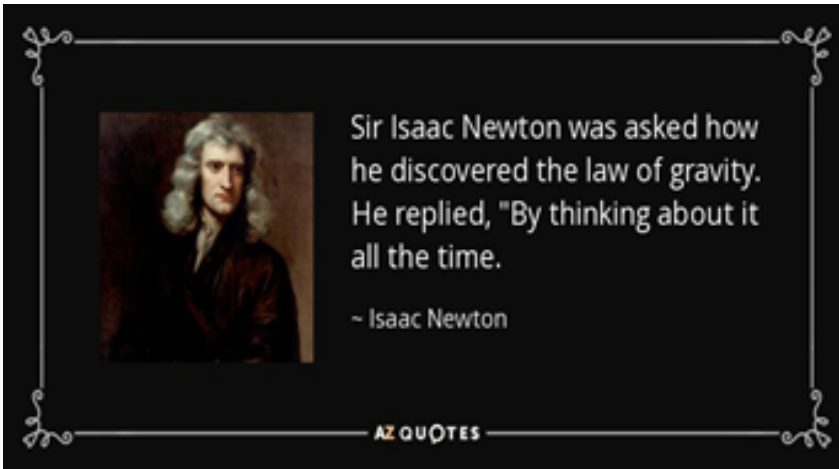 Sir Isaac Newton was asked how
he discovered the law of gravity.
He replied, "By thinking about it
all the time.
~ Isaac Newton
AZ QUOTES